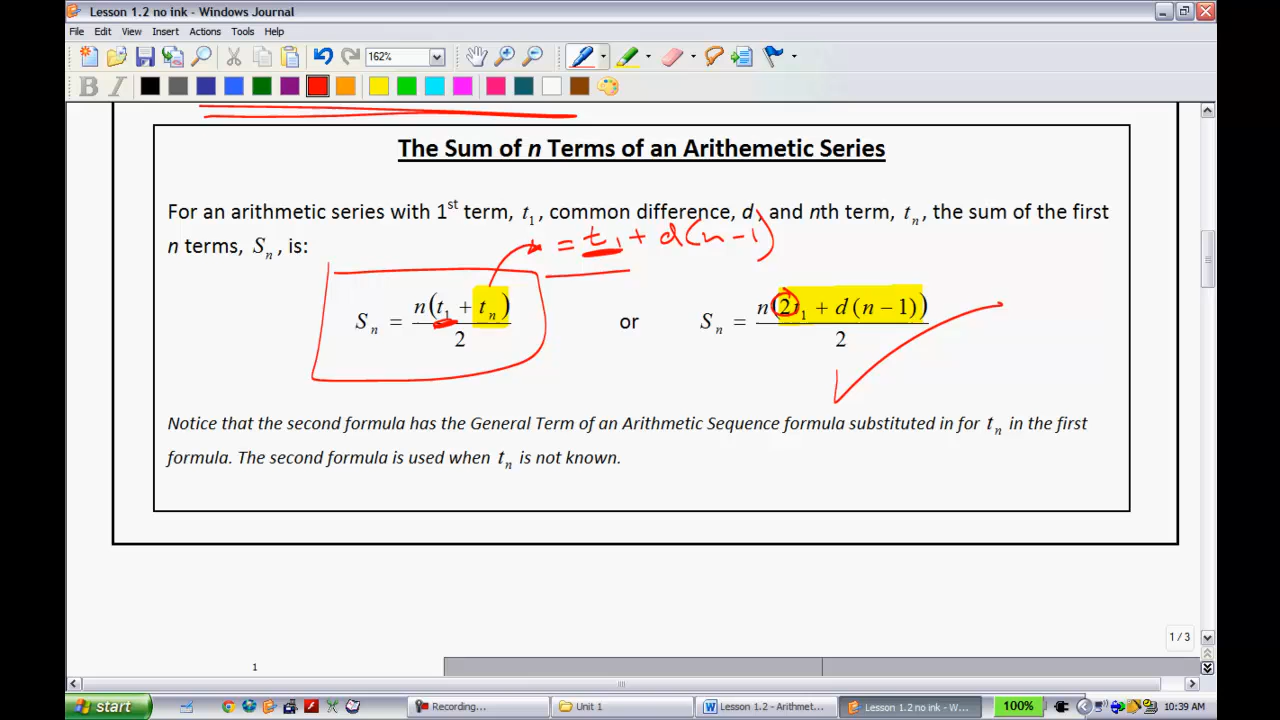 Lesson 1.2 no ink - Windows Journal
File Edit View Insert Actions Tools Help
162%
B I
The Sum of n Terms of an Arithemetic Series
For an arithmetic series with 1st term, t₁, common difference, d, and nth term, tₙ, the sum of the first
= t₁ + d(n-1)
n terms, Sₙ, is:
Sₙ = n(t₁ + tₙ) / 2 or Sₙ = n(2t₁ + d(n − 1)) / 2
Notice that the second formula has the General Term of an Arithmetic Sequence formula substituted in for tₙ in the first
formula. The second formula is used when tₙ is not known.
1 / 3
1
start Recording... Unit 1 Lesson 1.2 - Arithmet... Lesson 1.2 no ink - W... 100% 10:39 AM